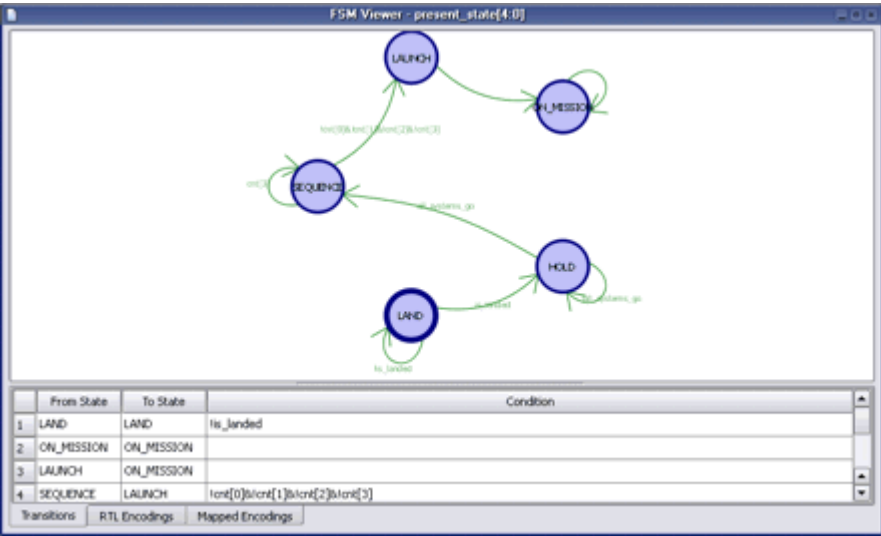 FSM Viewer - present_state[4:0]
LAUNCH
ON_MISSION
!cnt[0]&!cnt[1]&!cnt[2]&!cnt[3]
SEQUENCE
cnt[3]
all_systems_go
HOLD
is_landed
LAND
!is_landed
From State To State Condition
1 LAND LAND !is_landed
2 ON_MISSION ON_MISSION
3 LAUNCH ON_MISSION
4 SEQUENCE LAUNCH !cnt[0]&!cnt[1]&!cnt[2]&!cnt[3]
Transitions RTL Encodings Mapped Encodings